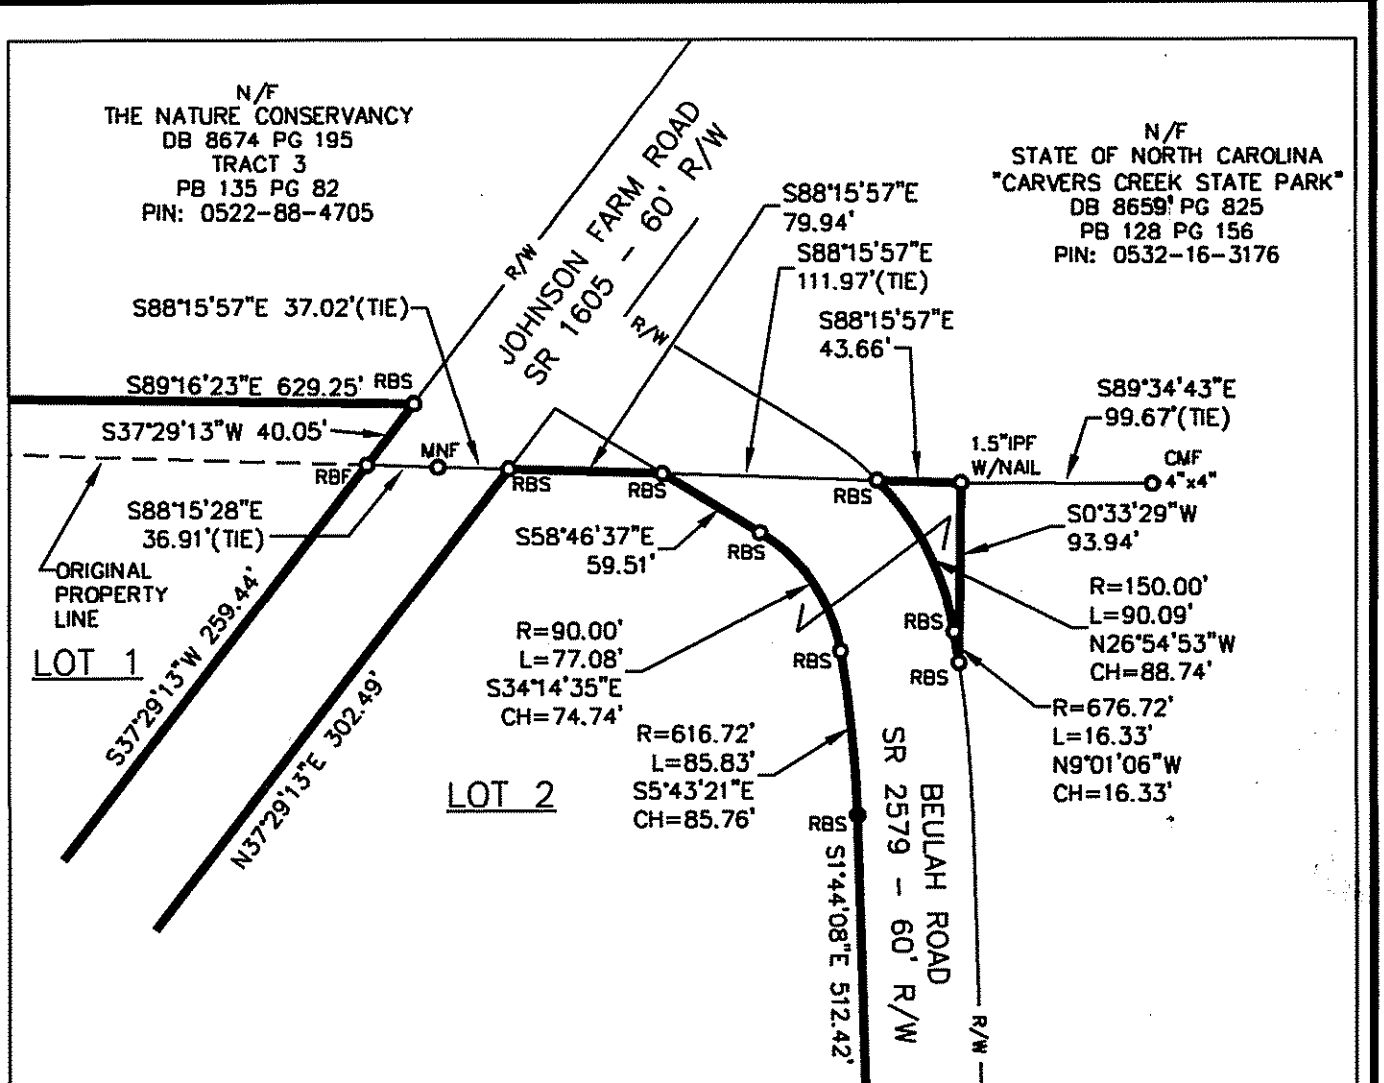 N/F
THE NATURE CONSERVANCY
DB 8674 PG 195
TRACT 3
PB 135 PG 82
PIN: 0522-88-4705
N/F
STATE OF NORTH CAROLINA
"CARVERS CREEK STATE PARK"
DB 8659 PG 825
PB 128 PG 156
PIN: 0532-16-3176
JOHNSON FARM ROAD
SR 1605 - 60' R/W
R/W
R/W
S88°15'57"E
79.94'
S88°15'57"E
111.97'(TIE)
S88°15'57"E
43.66'
S88°15'57"E 37.02'(TIE)
S89°16'23"E 629.25'
RBS
S37°29'13"W 40.05'
MNF
RBF
RBS
RBS
RBS
1.5"IPF
W/NAIL
S89°34'43"E
99.67'(TIE)
CMF
4"x4"
S88°15'28"E
36.91'(TIE)
ORIGINAL
PROPERTY
LINE
S58°46'37"E
59.51'
RBS
S0°33'29"W
93.94'
R=150.00'
L=90.09'
N26°54'53"W
CH=88.74'
RBS
RBS
RBS
R=90.00'
L=77.08'
S34°14'35"E
CH=74.74'
LOT 1
S37°29'13"W 259.44'
N37°29'13"E 302.49'
R=676.72'
L=16.33'
N9°01'06"W
CH=16.33'
R=616.72'
L=85.83'
S5°43'21"E
CH=85.76'
LOT 2
RBS
S1°44'08"E 512.42'
BEULAH ROAD
SR 2579 - 60' R/W
R/W